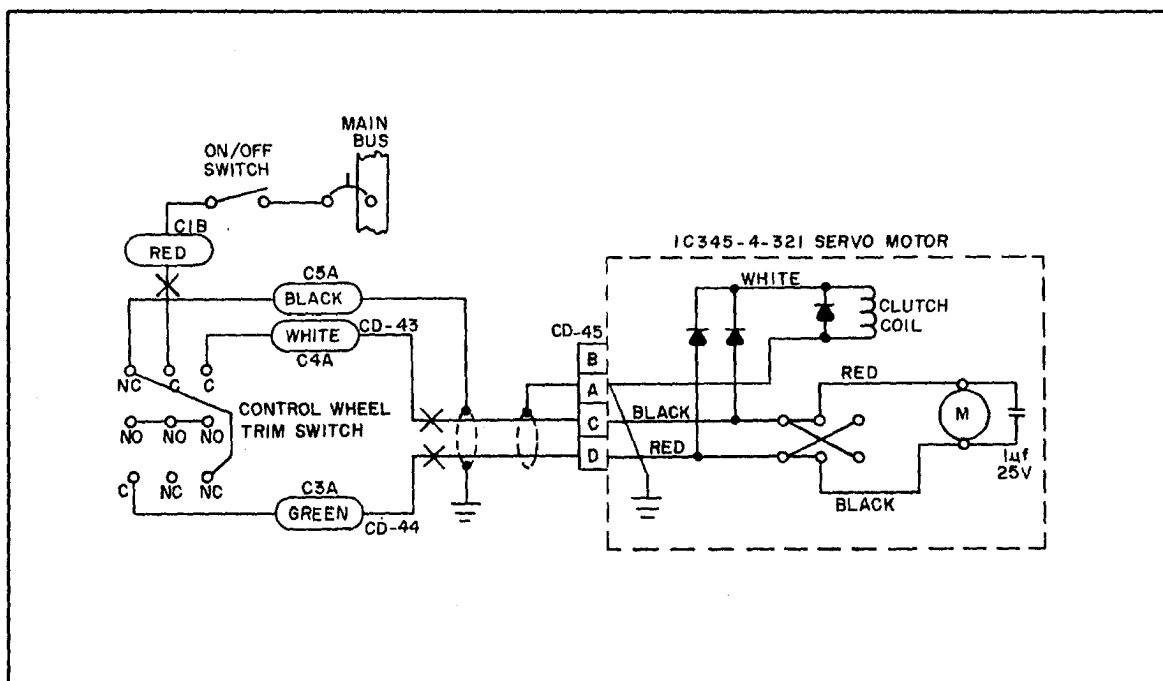 MAIN
BUS
ON/OFF
SWITCH
C1B
RED
1C345-4-321 SERVO MOTOR
C5A
BLACK
WHITE
CD-43
C4A
WHITE
CLUTCH
COIL
CD-45
B
A
C
D
NC
C
C
RED
CONTROL WHEEL
TRIM SWITCH
NO
NO
NO
BLACK
RED
M
1µf
25V
C
NC
NC
C3A
GREEN
CD-44
BLACK